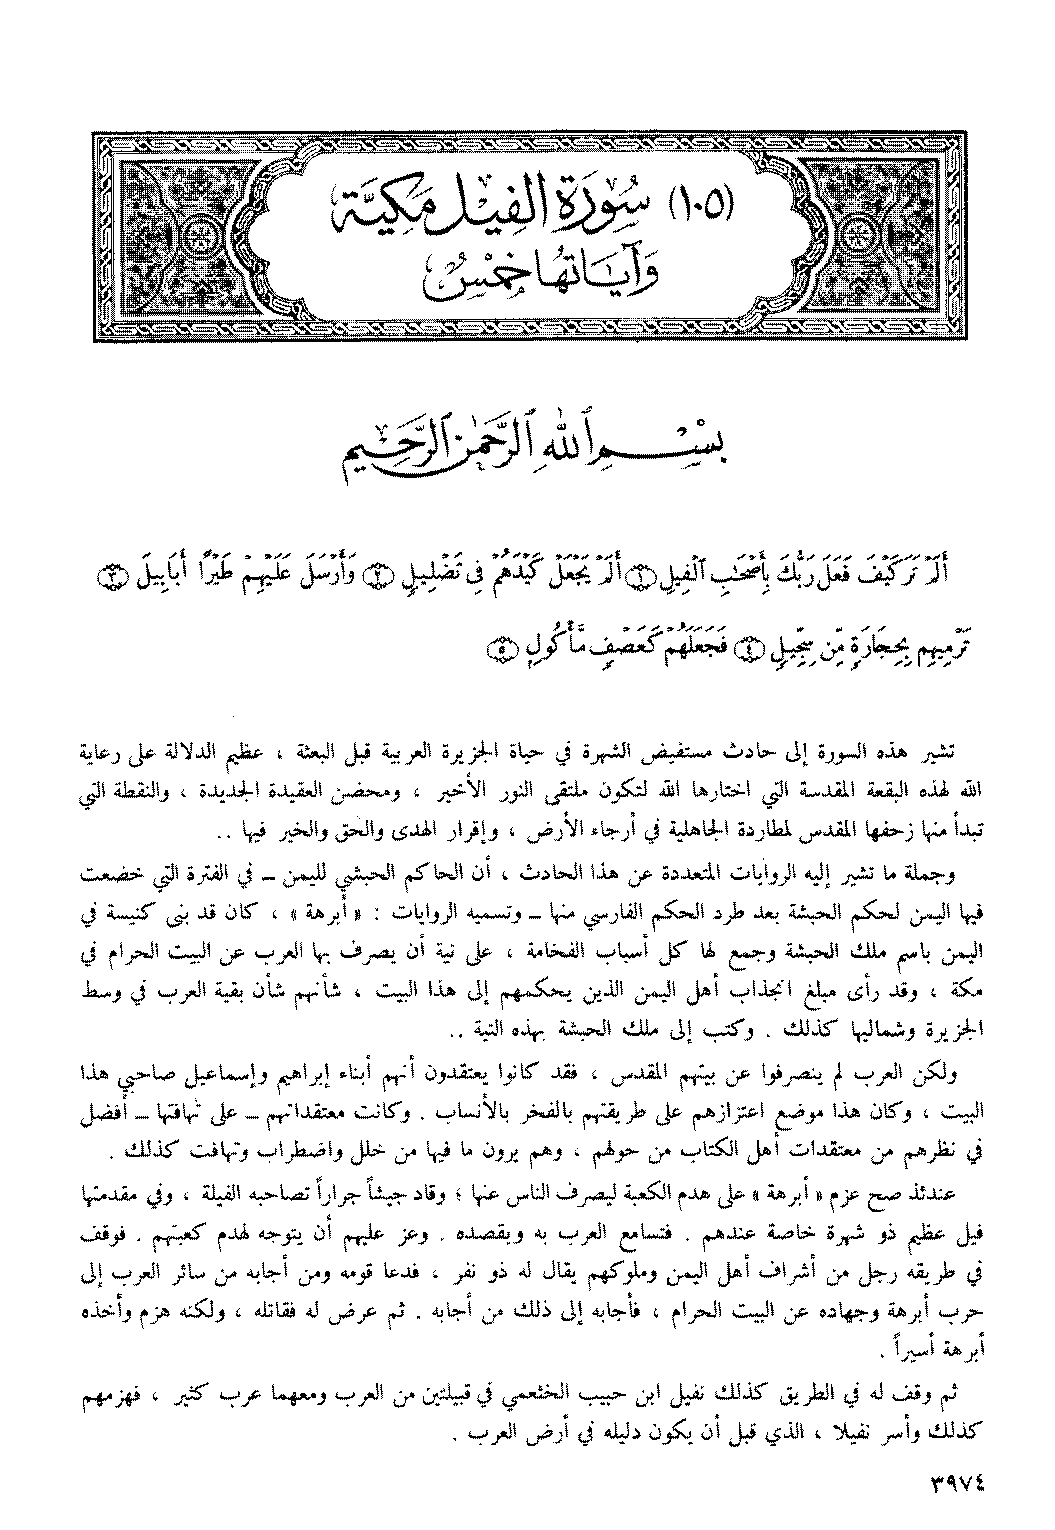 (١٠٥) سُورَة الفِيْل مَكِيَّة
وَآيَاتهَا خَمْسٌ
بِسْمِ ٱللَّهِ ٱلرَّحْمَٰنِ ٱلرَّحِيمِ
أَلَمْ تَرَ كَيْفَ فَعَلَ رَبُّكَ بِأَصْحَٰبِ ٱلْفِيلِ ۝١ أَلَمْ يَجْعَلْ كَيْدَهُمْ فِى تَضْلِيلٍ ۝٢ وَأَرْسَلَ عَلَيْهِمْ طَيْرًا أَبَابِيلَ ۝٣
تَرْمِيهِم بِحِجَارَةٍ مِّن سِجِّيلٍ ۝٤ فَجَعَلَهُمْ كَعَصْفٍ مَّأْكُولٍ ۝٥
تشير هذه السورة إلى حادث مستفيض الشهرة في حياة الجزيرة العربية قبل البعثة ، عظيم الدلالة على رعاية
الله لهذه البقعة المقدسة التي اختارها الله لتكون ملتقى النور الأخير ، ومحضن العقيدة الجديدة ، والنقطة التي
تبدأ منها زحفها المقدس لمطاردة الجاهلية في أرجاء الأرض ، وإقرار الهدى والحق والخير فيها ..
وجملة ما تشير إليه الروايات المتعددة عن هذا الحادث ، أن الحاكم الحبشي لليمن – في الفترة التي خضعت
فيها اليمن لحكم الحبشة بعد طرد الحكم الفارسي منها – وتسميه الروايات : « أبرهة » ، كان قد بنى كنيسة في
اليمن باسم ملك الحبشة وجمع لها كل أسباب الفخامة ، على نية أن يصرف بها العرب عن البيت الحرام في
مكة ، وقد رأى مبلغ انجذاب أهل اليمن الذين يحكمهم إلى هذا البيت ، شأنهم شأن بقية العرب في وسط
الجزيرة وشماليها كذلك . وكتب إلى ملك الحبشة بهذه النية ..
ولكن العرب لم ينصرفوا عن بيتهم المقدس ، فقد كانوا يعتقدون أنهم أبناء إبراهيم وإسماعيل صاحبي هذا
البيت ، وكان هذا موضع اعتزازهم على طريقتهم بالفخر بالأنساب . وكانت معتقداتهم – على تهافتها – أفضل
في نظرهم من معتقدات أهل الكتاب من حولهم ، وهم يرون ما فيها من خلل واضطراب وتهافت كذلك .
عندئذ صح عزم « أبرهة » على هدم الكعبة ليصرف الناس عنها ؛ وقاد جيشاً جراراً تصاحبه الفيلة ، وفي مقدمتها
فيل عظيم ذو شهرة خاصة عندهم . فتسامع العرب به وبقصده . وعز عليهم أن يتوجه لهدم كعبتهم . فوقف
في طريقه رجل من أشراف أهل اليمن وملوكهم يقال له ذو نفر ، فدعا قومه ومن أجابه من سائر العرب إلى
حرب أبرهة وجهاده عن البيت الحرام ، فأجابه إلى ذلك من أجابه . ثم عرض له فقاتله ، ولكنه هزم وأخذه
أبرهة أسيراً .
ثم وقف له في الطريق كذلك نفيل ابن حبيب الخثعمي في قبيلتين من العرب ومعهما عرب كثير ، فهزمهم
كذلك وأسر نفيلا ، الذي قبل أن يكون دليله في أرض العرب .
٣٩٧٤